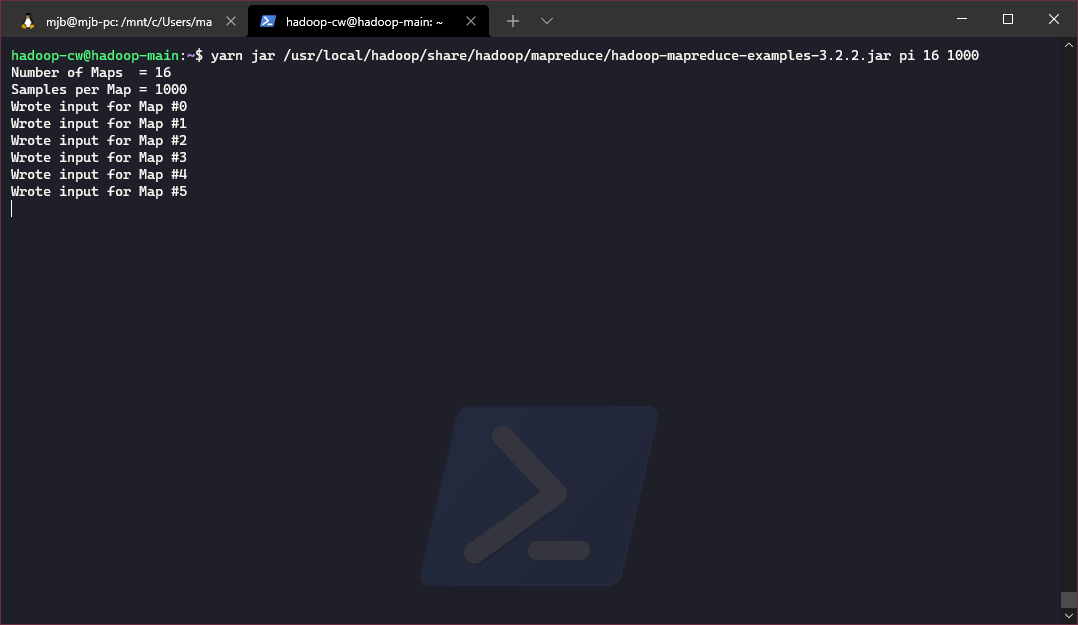 mjb@mjb-pc: /mnt/c/Users/ma
hadoop-cw@hadoop-main: ~
hadoop-cw@hadoop-main:~$ yarn jar /usr/local/hadoop/share/hadoop/mapreduce/hadoop-mapreduce-examples-3.2.2.jar pi 16 1000
Number of Maps  = 16
Samples per Map = 1000
Wrote input for Map #0
Wrote input for Map #1
Wrote input for Map #2
Wrote input for Map #3
Wrote input for Map #4
Wrote input for Map #5